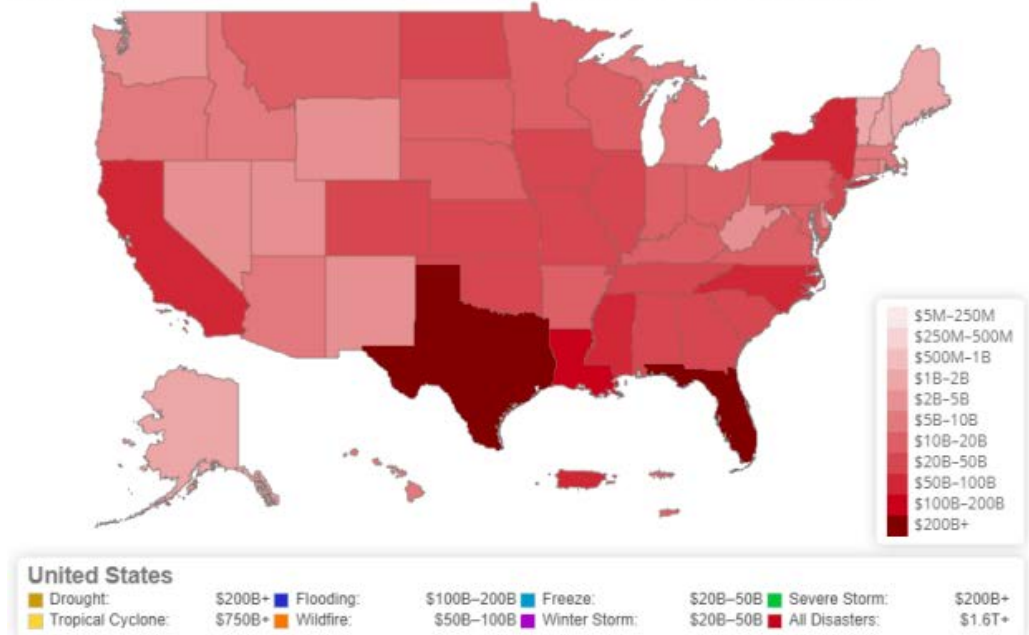 $5M–250M
$250M–500M
$500M–1B
$1B–2B
$2B–5B
$5B–10B
$10B–20B
$20B–50B
$50B–100B
$100B–200B
$200B+
United States
Drought: $200B+ Flooding: $100B–200B Freeze: $20B–50B Severe Storm: $200B+
Tropical Cyclone: $750B+ Wildfire: $50B–100B Winter Storm: $20B–50B All Disasters: $1.6T+